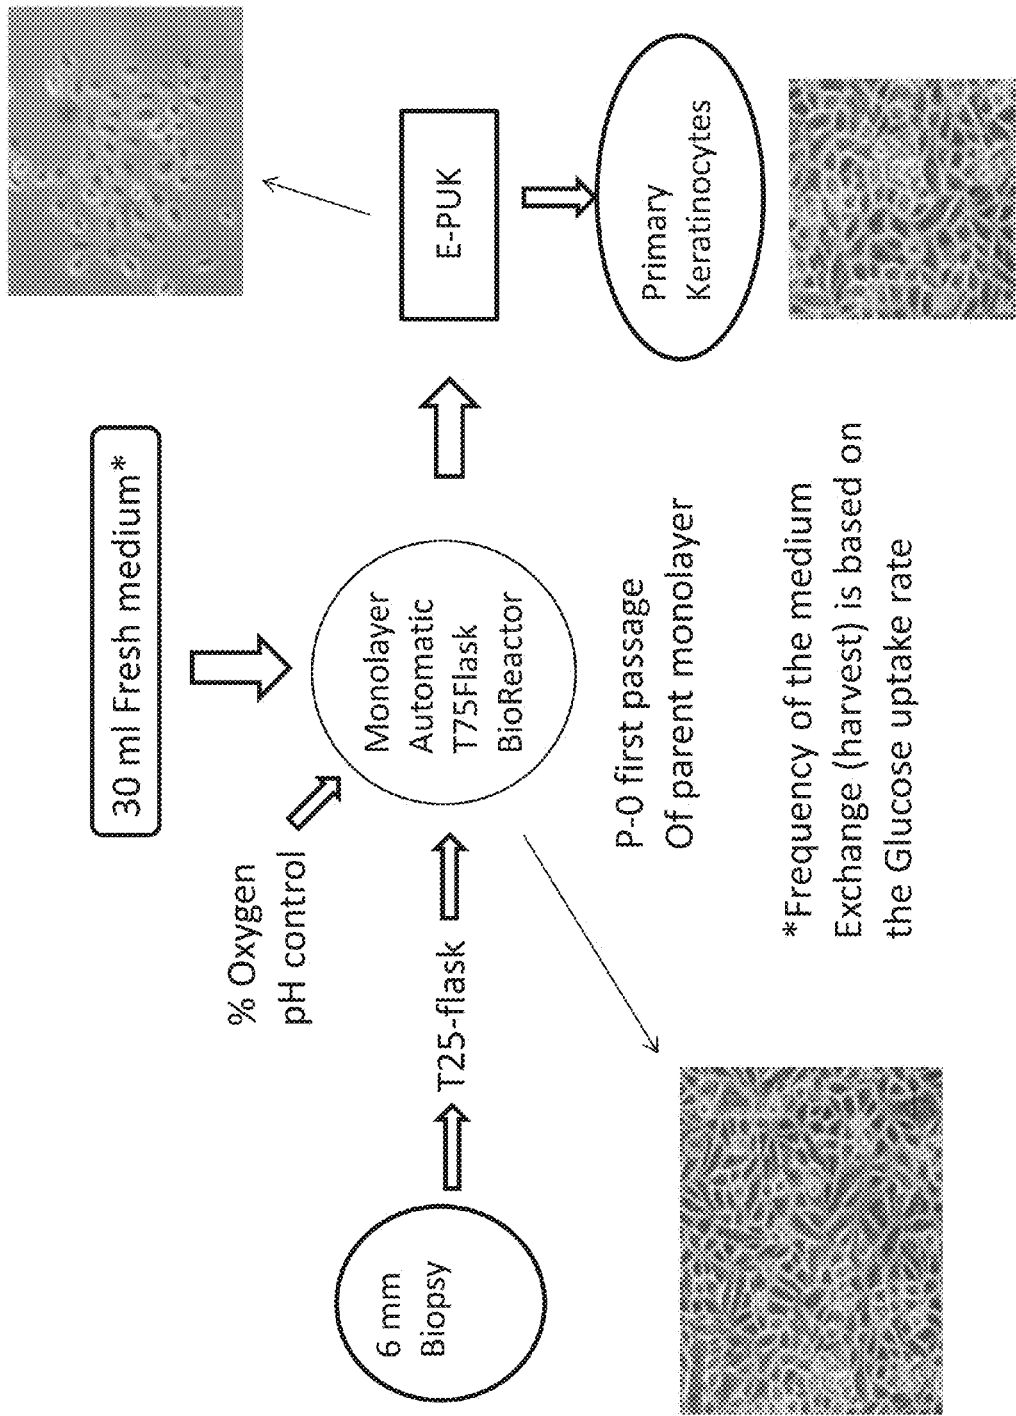 30 ml Fresh medium*
% Oxygen
pH control
6 mm
Biopsy
T25-flask
Monolayer
Automatic
T75Flask
BioReactor
E-PUK
Primary
Keratinocytes
P-0 first passage
Of parent monolayer
*Frequency of the medium
Exchange (harvest) is based on
the Glucose uptake rate